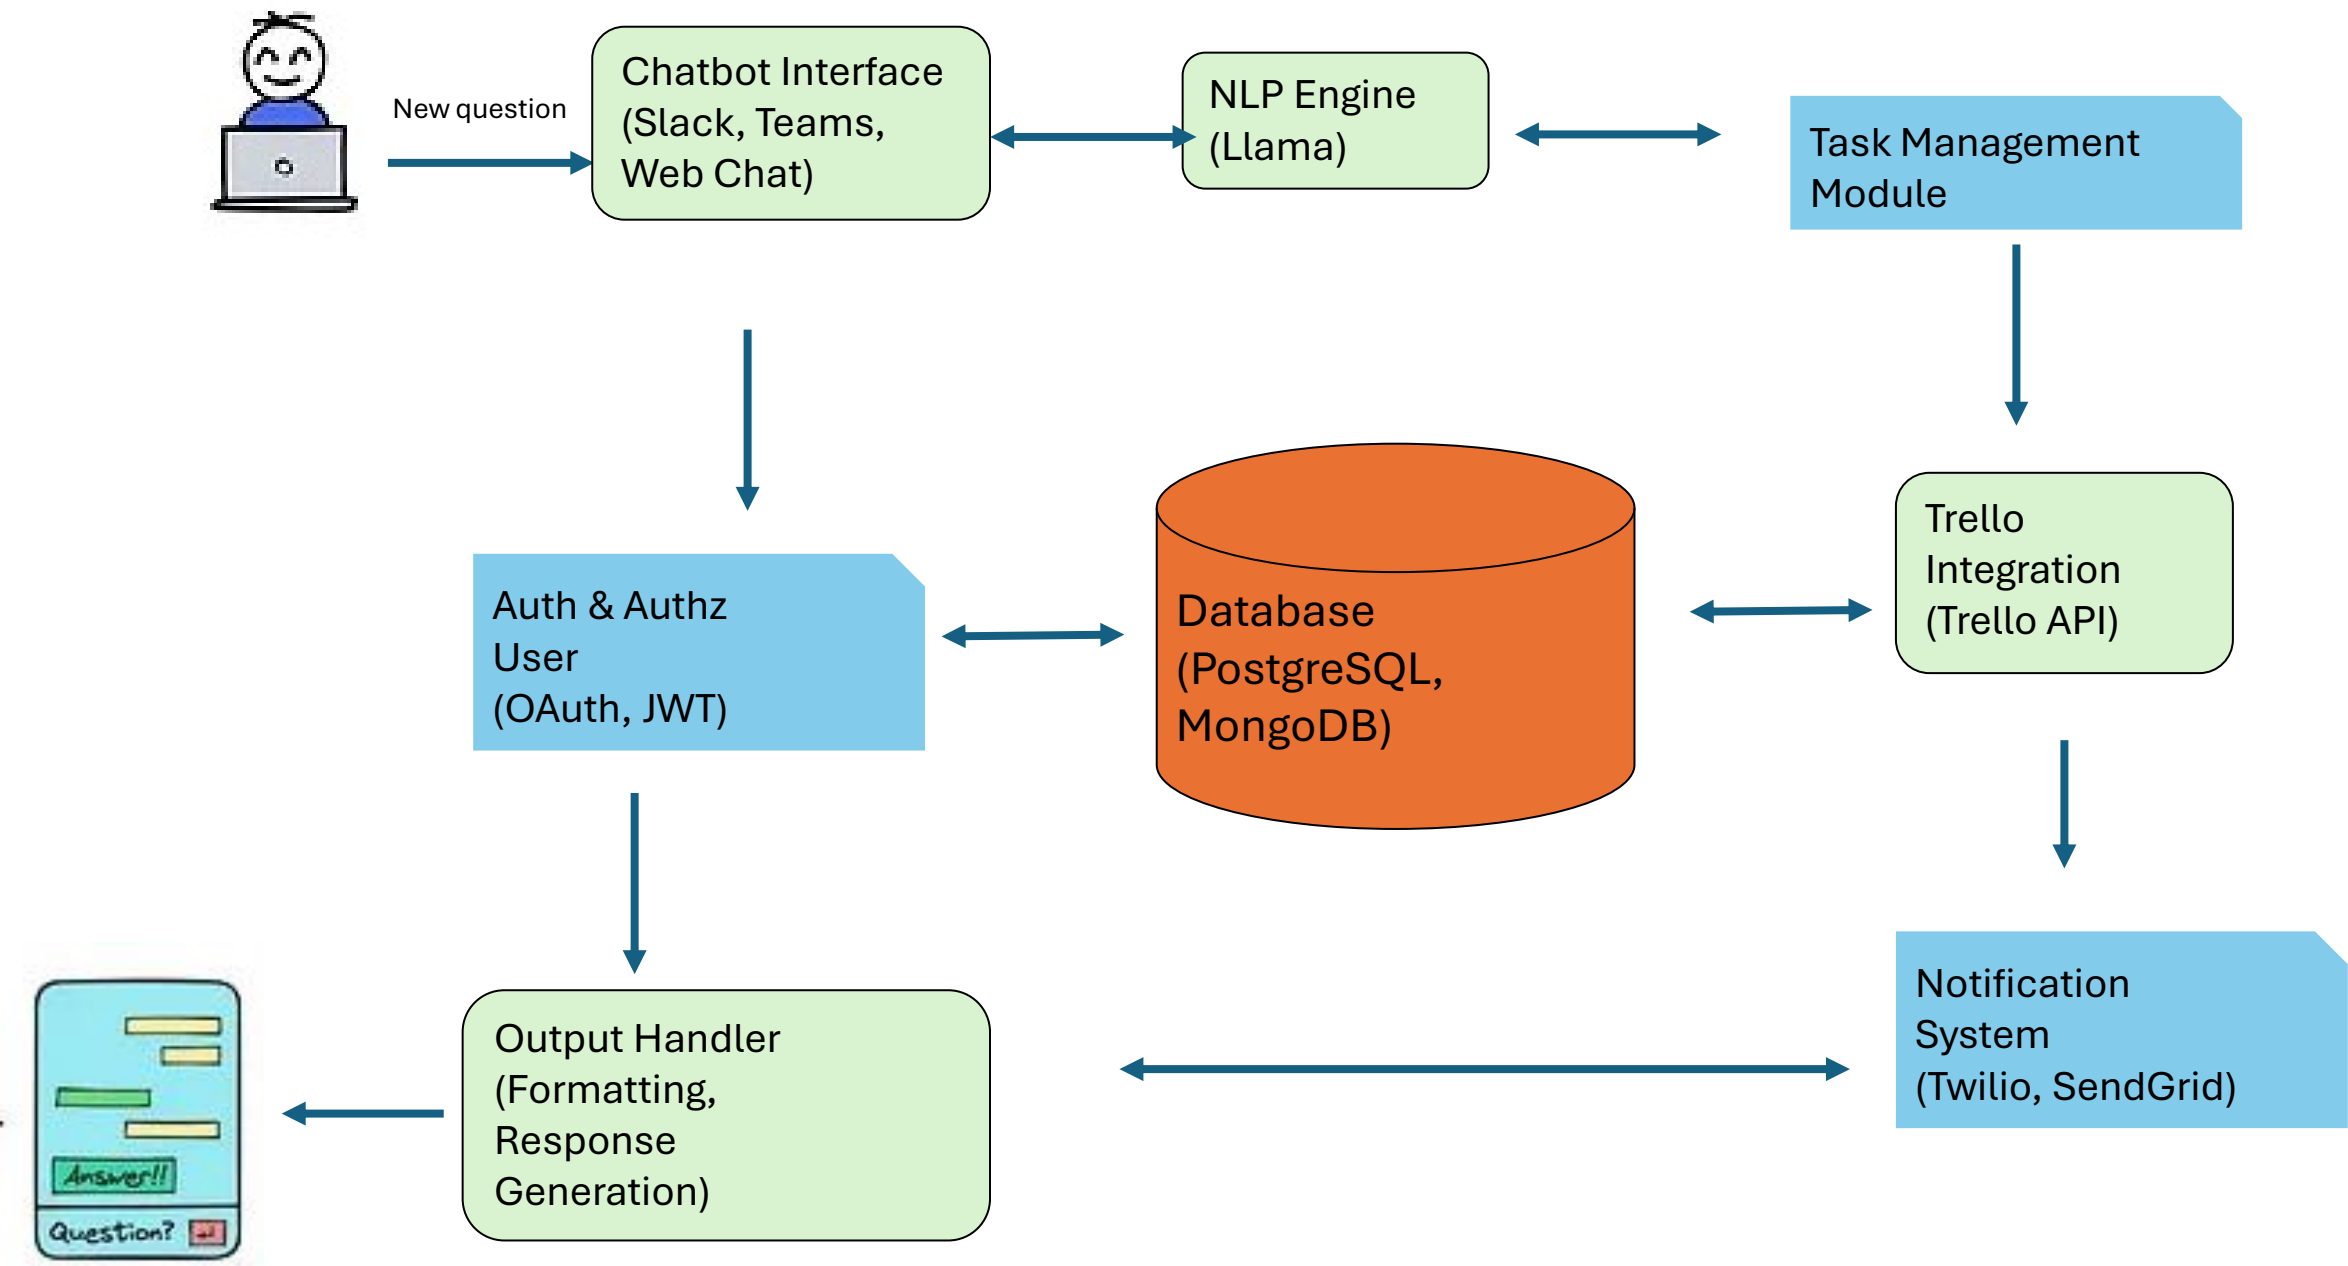 New question
Chatbot Interface
(Slack, Teams,
Web Chat)
NLP Engine
(Llama)
Task Management
Module
Auth & Authz
User
(OAuth, JWT)
Database
(PostgreSQL,
MongoDB)
Trello
Integration
(Trello API)
Output Handler
(Formatting,
Response
Generation)
Notification
System
(Twilio, SendGrid)
Answer!!
Question?